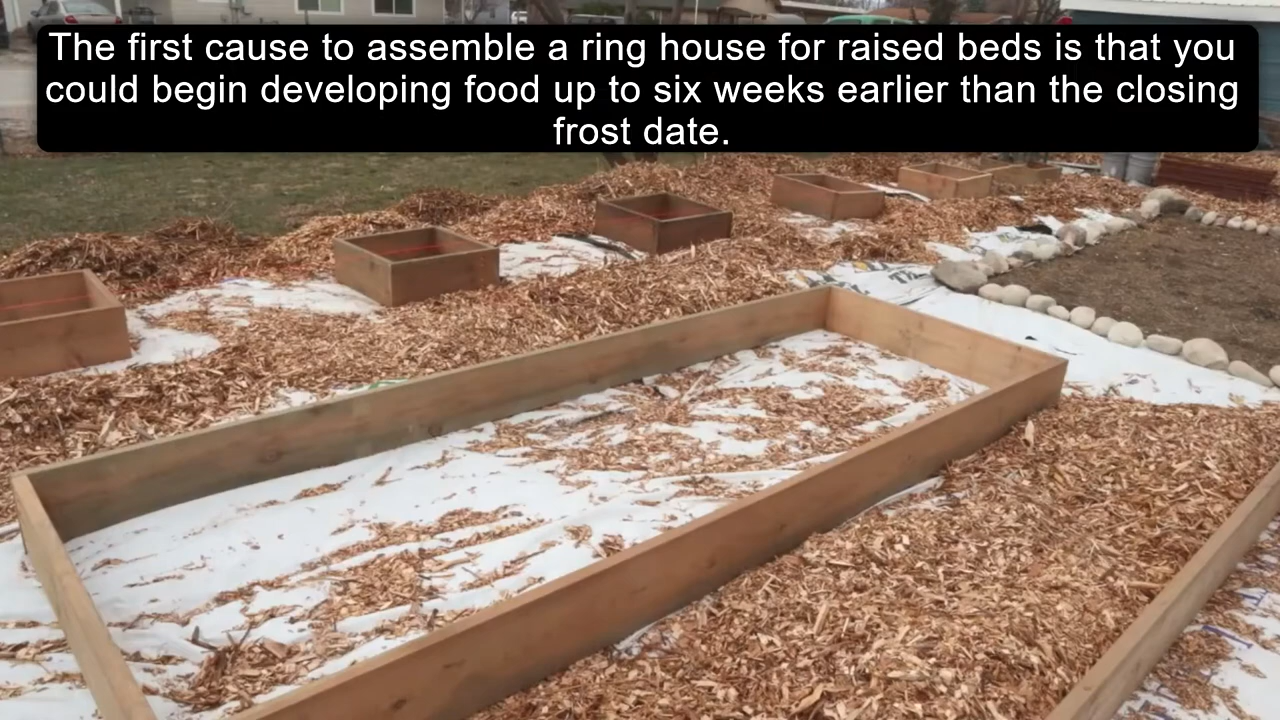 The first cause to assemble a ring house for raised beds is that you
could begin developing food up to six weeks earlier than the closing
frost date.